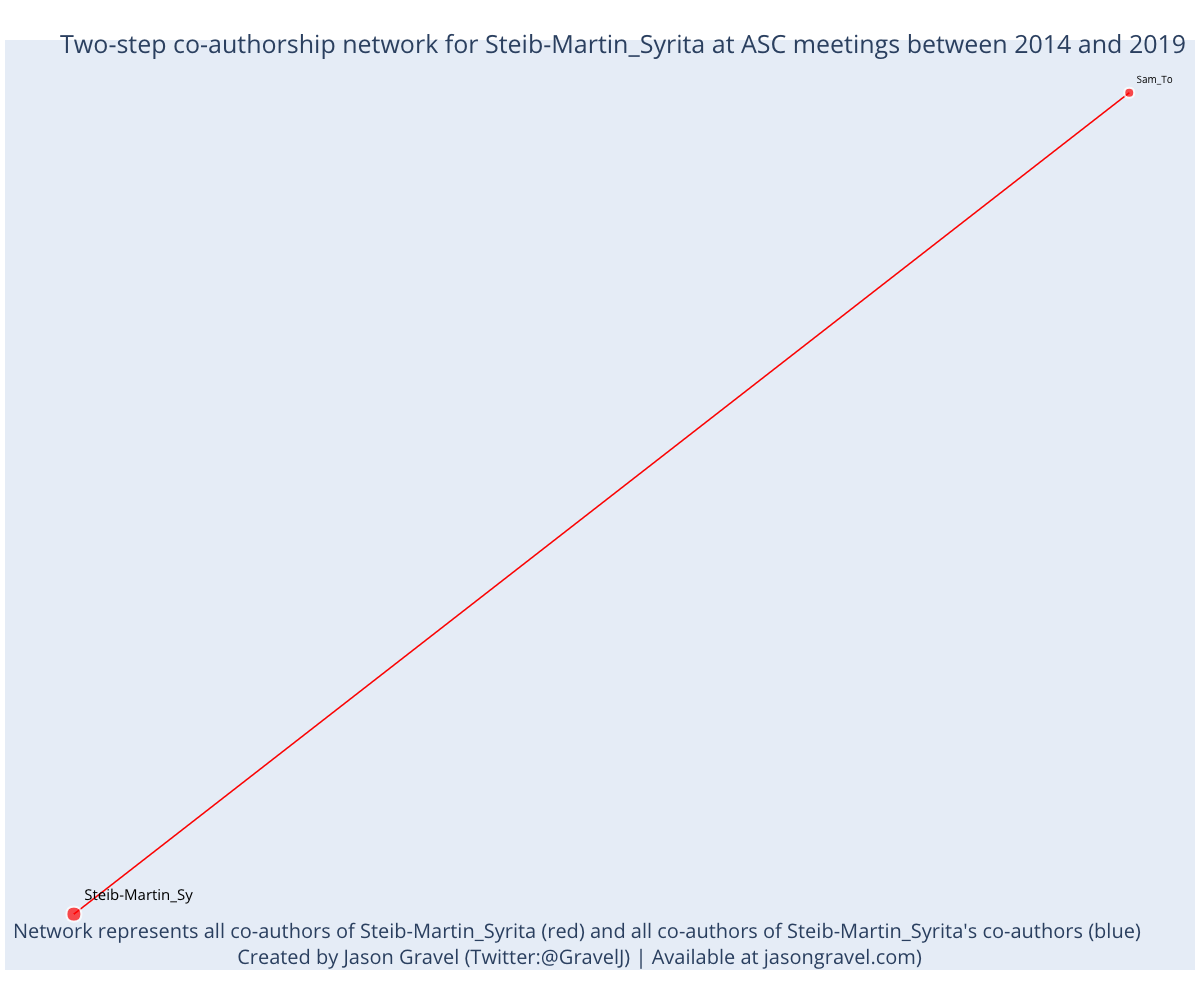 Two-step co-authorship network for Steib-Martin_Syrita at ASC meetings between 2014 and 2019
Sam_To
Steib-Martin_Sy
Network represents all co-authors of Steib-Martin_Syrita (red) and all co-authors of Steib-Martin_Syrita's co-authors (blue)
Created by Jason Gravel (Twitter:@GravelJ) | Available at jasongravel.com)